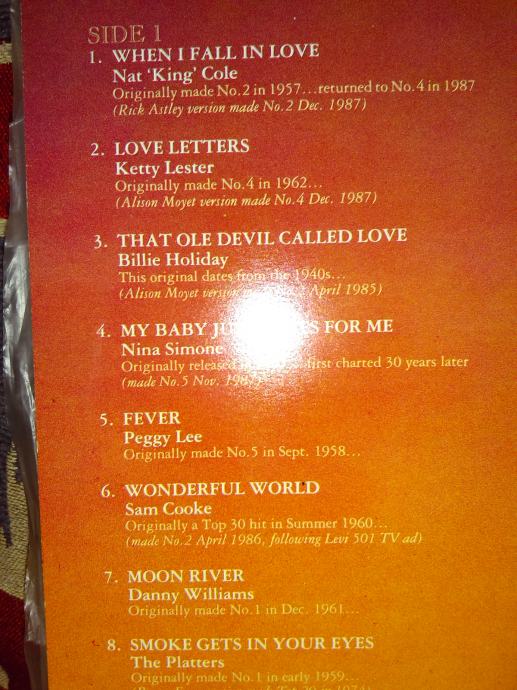 SIDE 1
1. WHEN I FALL IN LOVE
Nat 'King' Cole
Originally made No.2 in 1957...returned to No.4 in 1987
(Rick Astley version made No.2 Dec. 1987)
2. LOVE LETTERS
Ketty Lester
Originally made No.4 in 1962...
(Alison Moyet version made No.4 Dec. 1987)
3. THAT OLE DEVIL CALLED LOVE
Billie Holiday
This original dates from the 1940s...
(Alison Moyet version April 1985)
4. MY BABY FOR ME
Nina Simone
Originally first charted 30 years later
(made No.5 Nov.
5. FEVER
Peggy Lee
Originally made No.5 in Sept. 1958...
6. WONDERFUL WORLD
Sam Cooke
Originally a Top 30 hit in Summer 1960...
(made No.2 April 1986, following Levi 501 TV ad)
7. MOON RIVER
Danny Williams
Originally made No.1 in Dec. 1961...
8. SMOKE GETS IN YOUR EYES
The Platters
Originally made No.1 in early 1959...